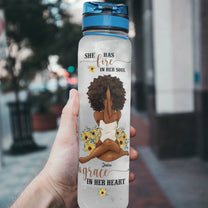 SHE HAS
fire
IN HER SOUL
grace
IN HER HEART